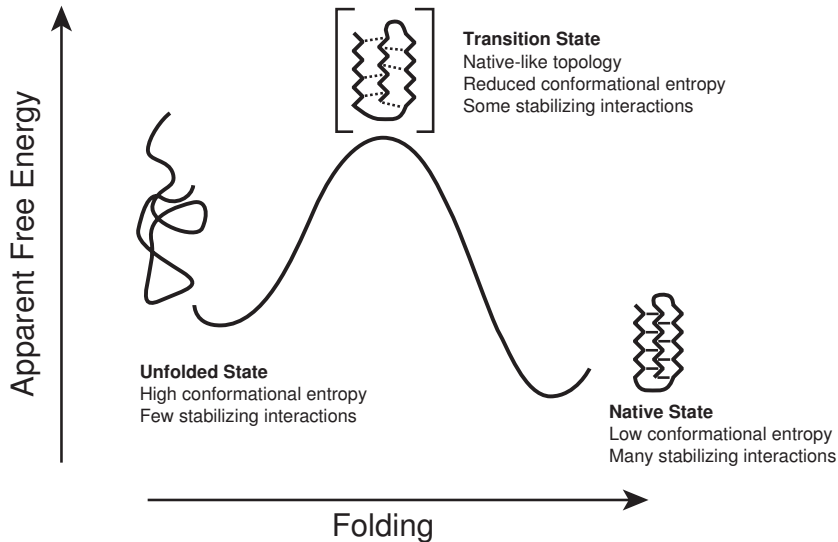 Transition State
Native-like topology
Reduced conformational entropy
Some stabilizing interactions
Apparent Free Energy
Unfolded State
High conformational entropy
Few stabilizing interactions
Native State
Low conformational entropy
Many stabilizing interactions
Folding